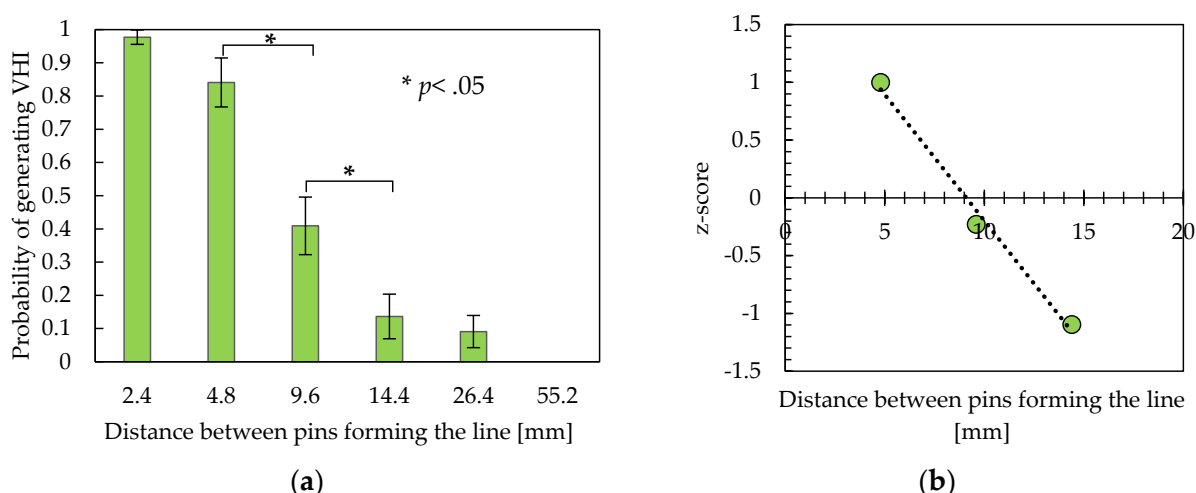 1
0.9
0.8
0.7
0.6
0.5
0.4
0.3
0.2
0.1
0
Probability of generating VHI
*
*
* p< .05
2.4 4.8 9.6 14.4 26.4 55.2
Distance between pins forming the line [mm]
(a)
1.5
1
0.5
0
-0.5
-1
-1.5
z-score
0 5 10 15 20
Distance between pins forming the line
[mm]
(b)